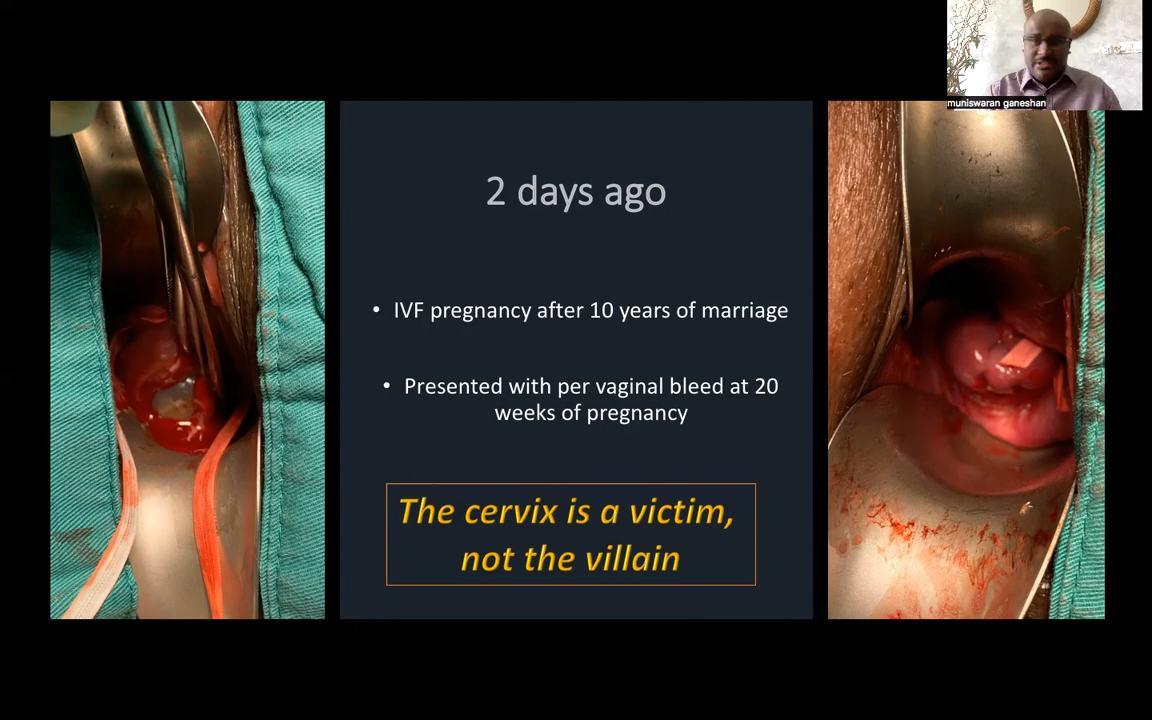 muniswaran ganeshan
2 days ago
• IVF pregnancy after 10 years of marriage
• Presented with per vaginal bleed at 20
weeks of pregnancy
The cervix is a victim,
not the villain